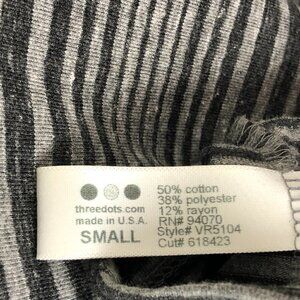 threedots.com
made in U.S.A.
SMALL
50% cotton
38% polyester
12% rayon
RN# 94070
Style# VR5104
Cut# 618423